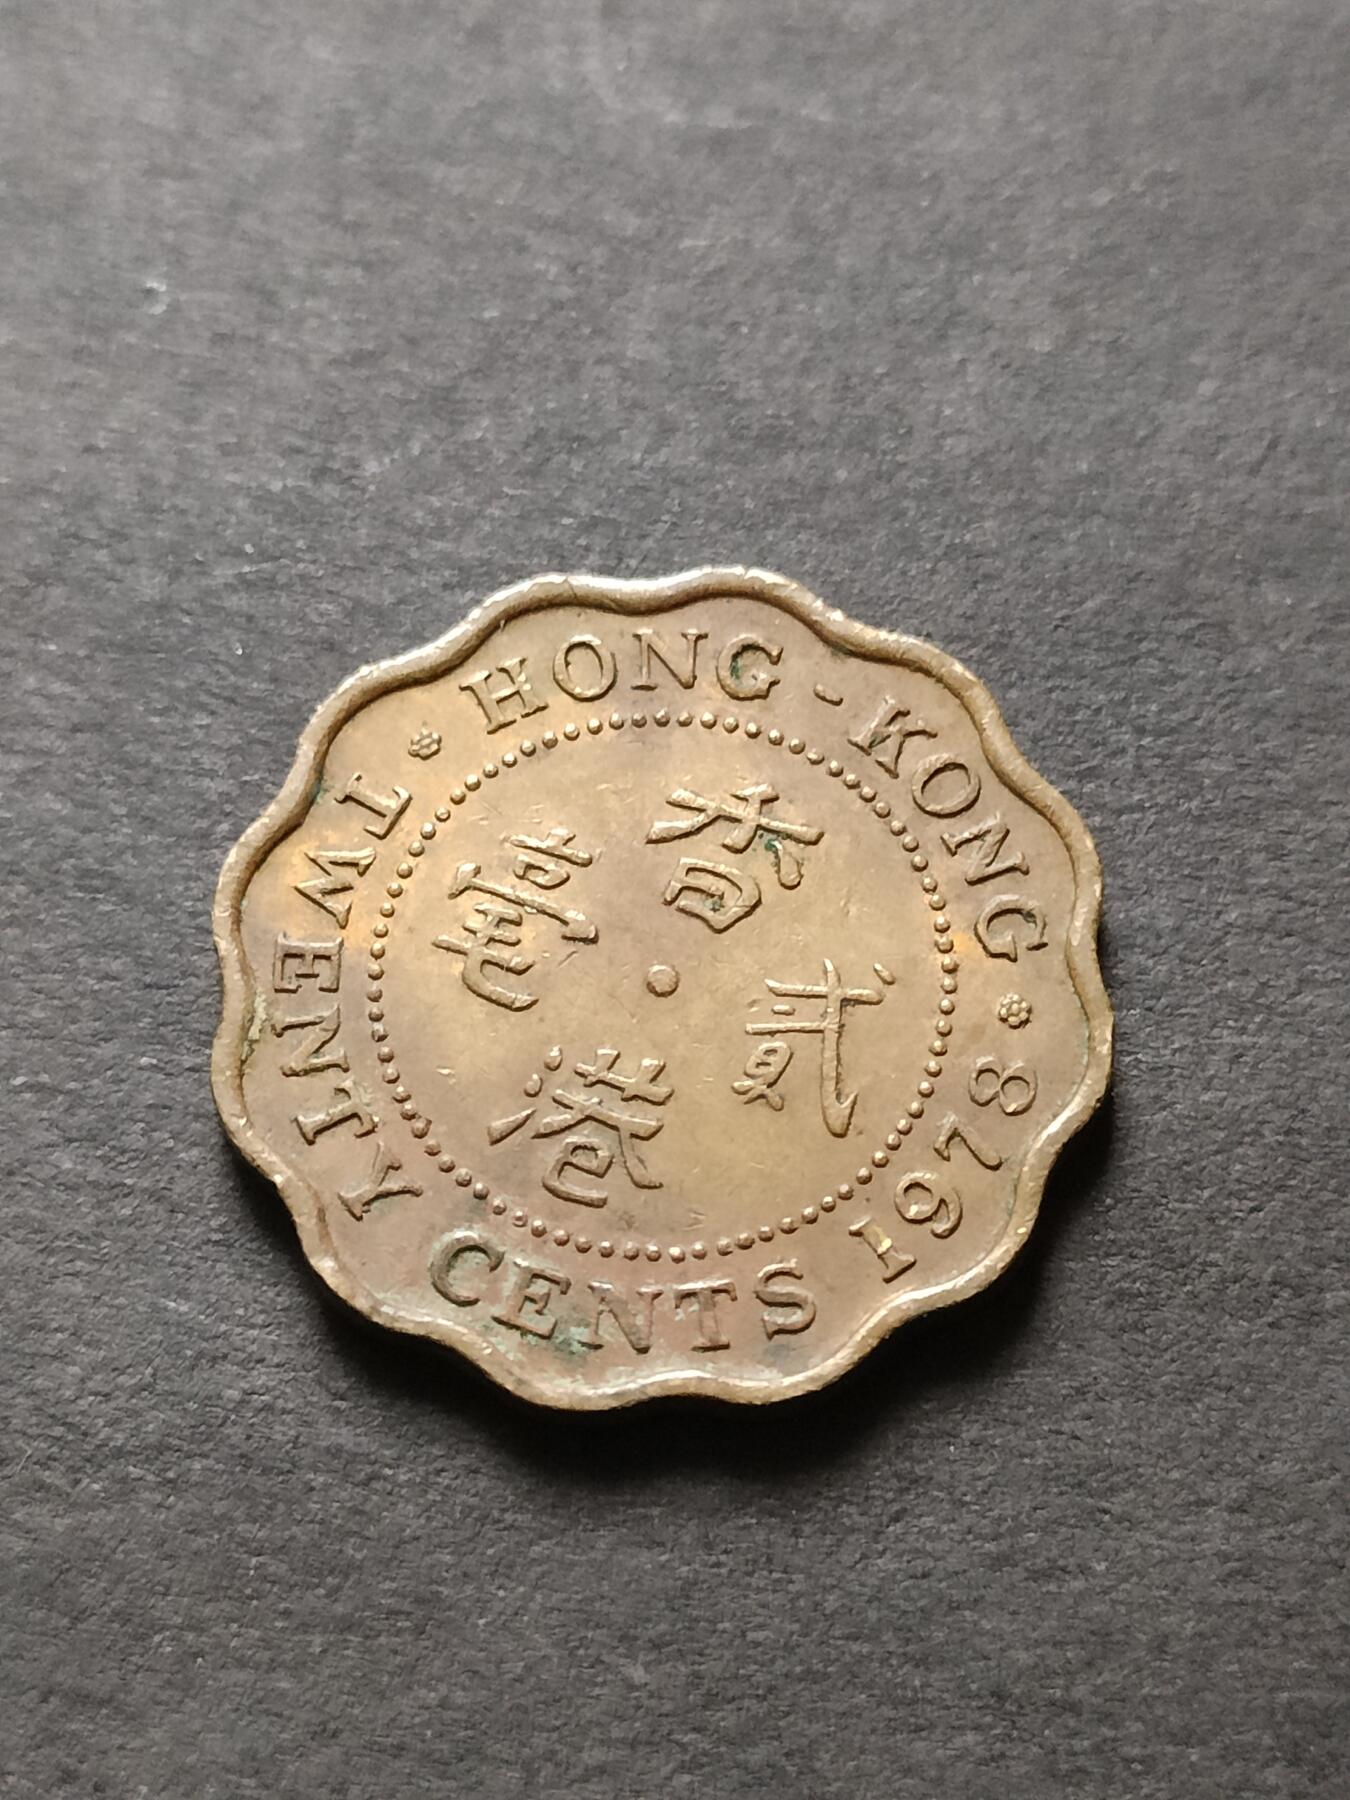 HONG-KONG
TWENTY CENTS 1978
香港
貳毫